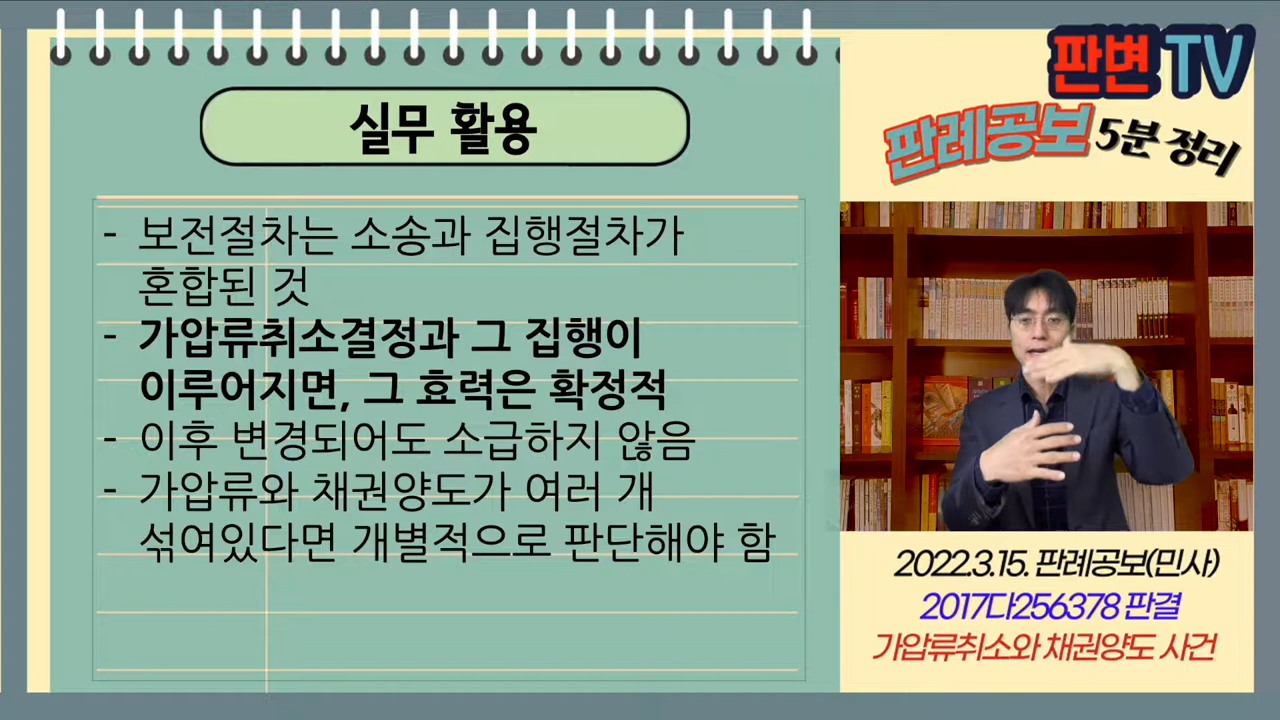 실무 활용
- 보전절차는 소송과 집행절차가
혼합된 것
- 가압류취소결정과 그 집행이
이루어지면, 그 효력은 확정적
- 이후 변경되어도 소급하지 않음
- 가압류와 채권양도가 여러 개
섞여있다면 개별적으로 판단해야 함
판변 TV
판례공보 5분 정리
2022.3.15. 판례공보(민사)
2017다256378 판결
가압류취소와 채권양도 사건